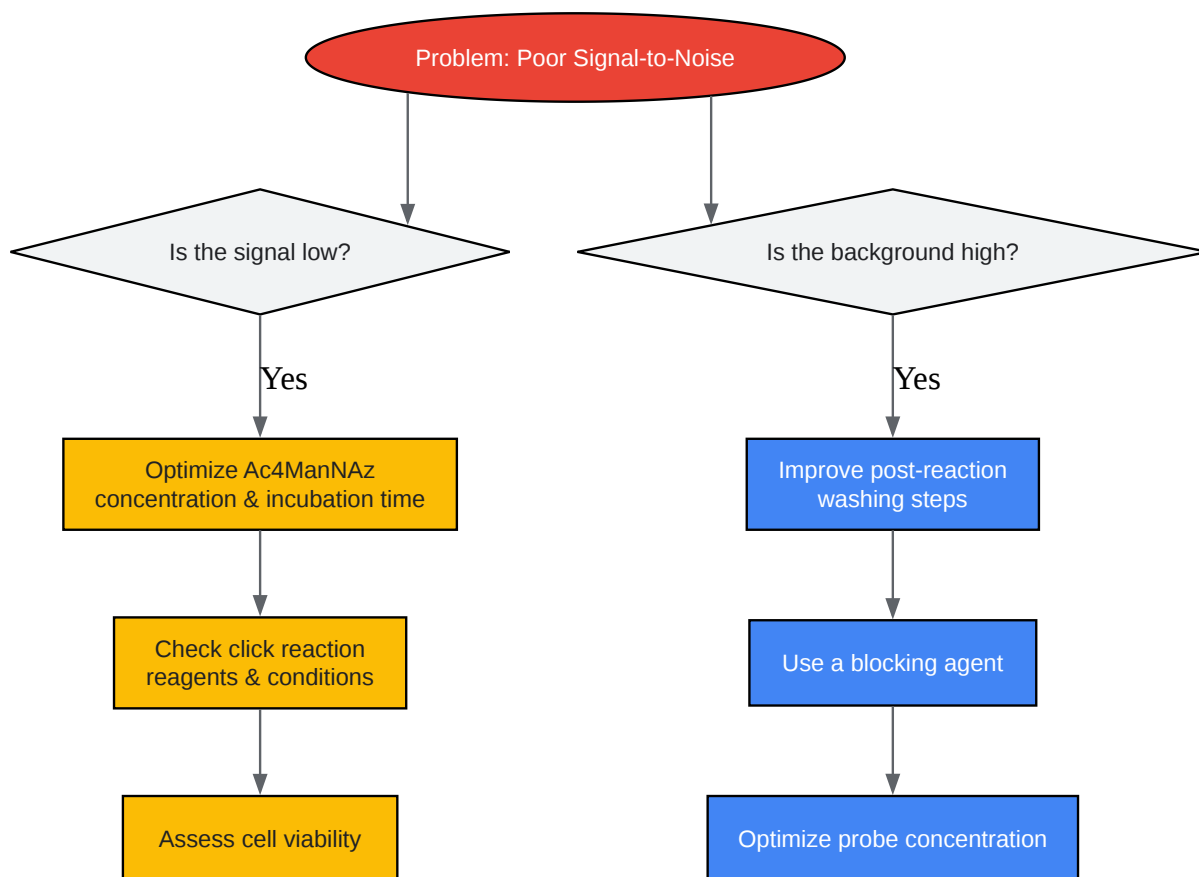 Problem: Poor Signal-to-Noise
Is the signal low?
Is the background high?
Yes
Yes
Optimize Ac4ManNAz
concentration & incubation time
Improve post-reaction
washing steps
Check click reaction
reagents & conditions
Use a blocking agent
Assess cell viability
Optimize probe concentration